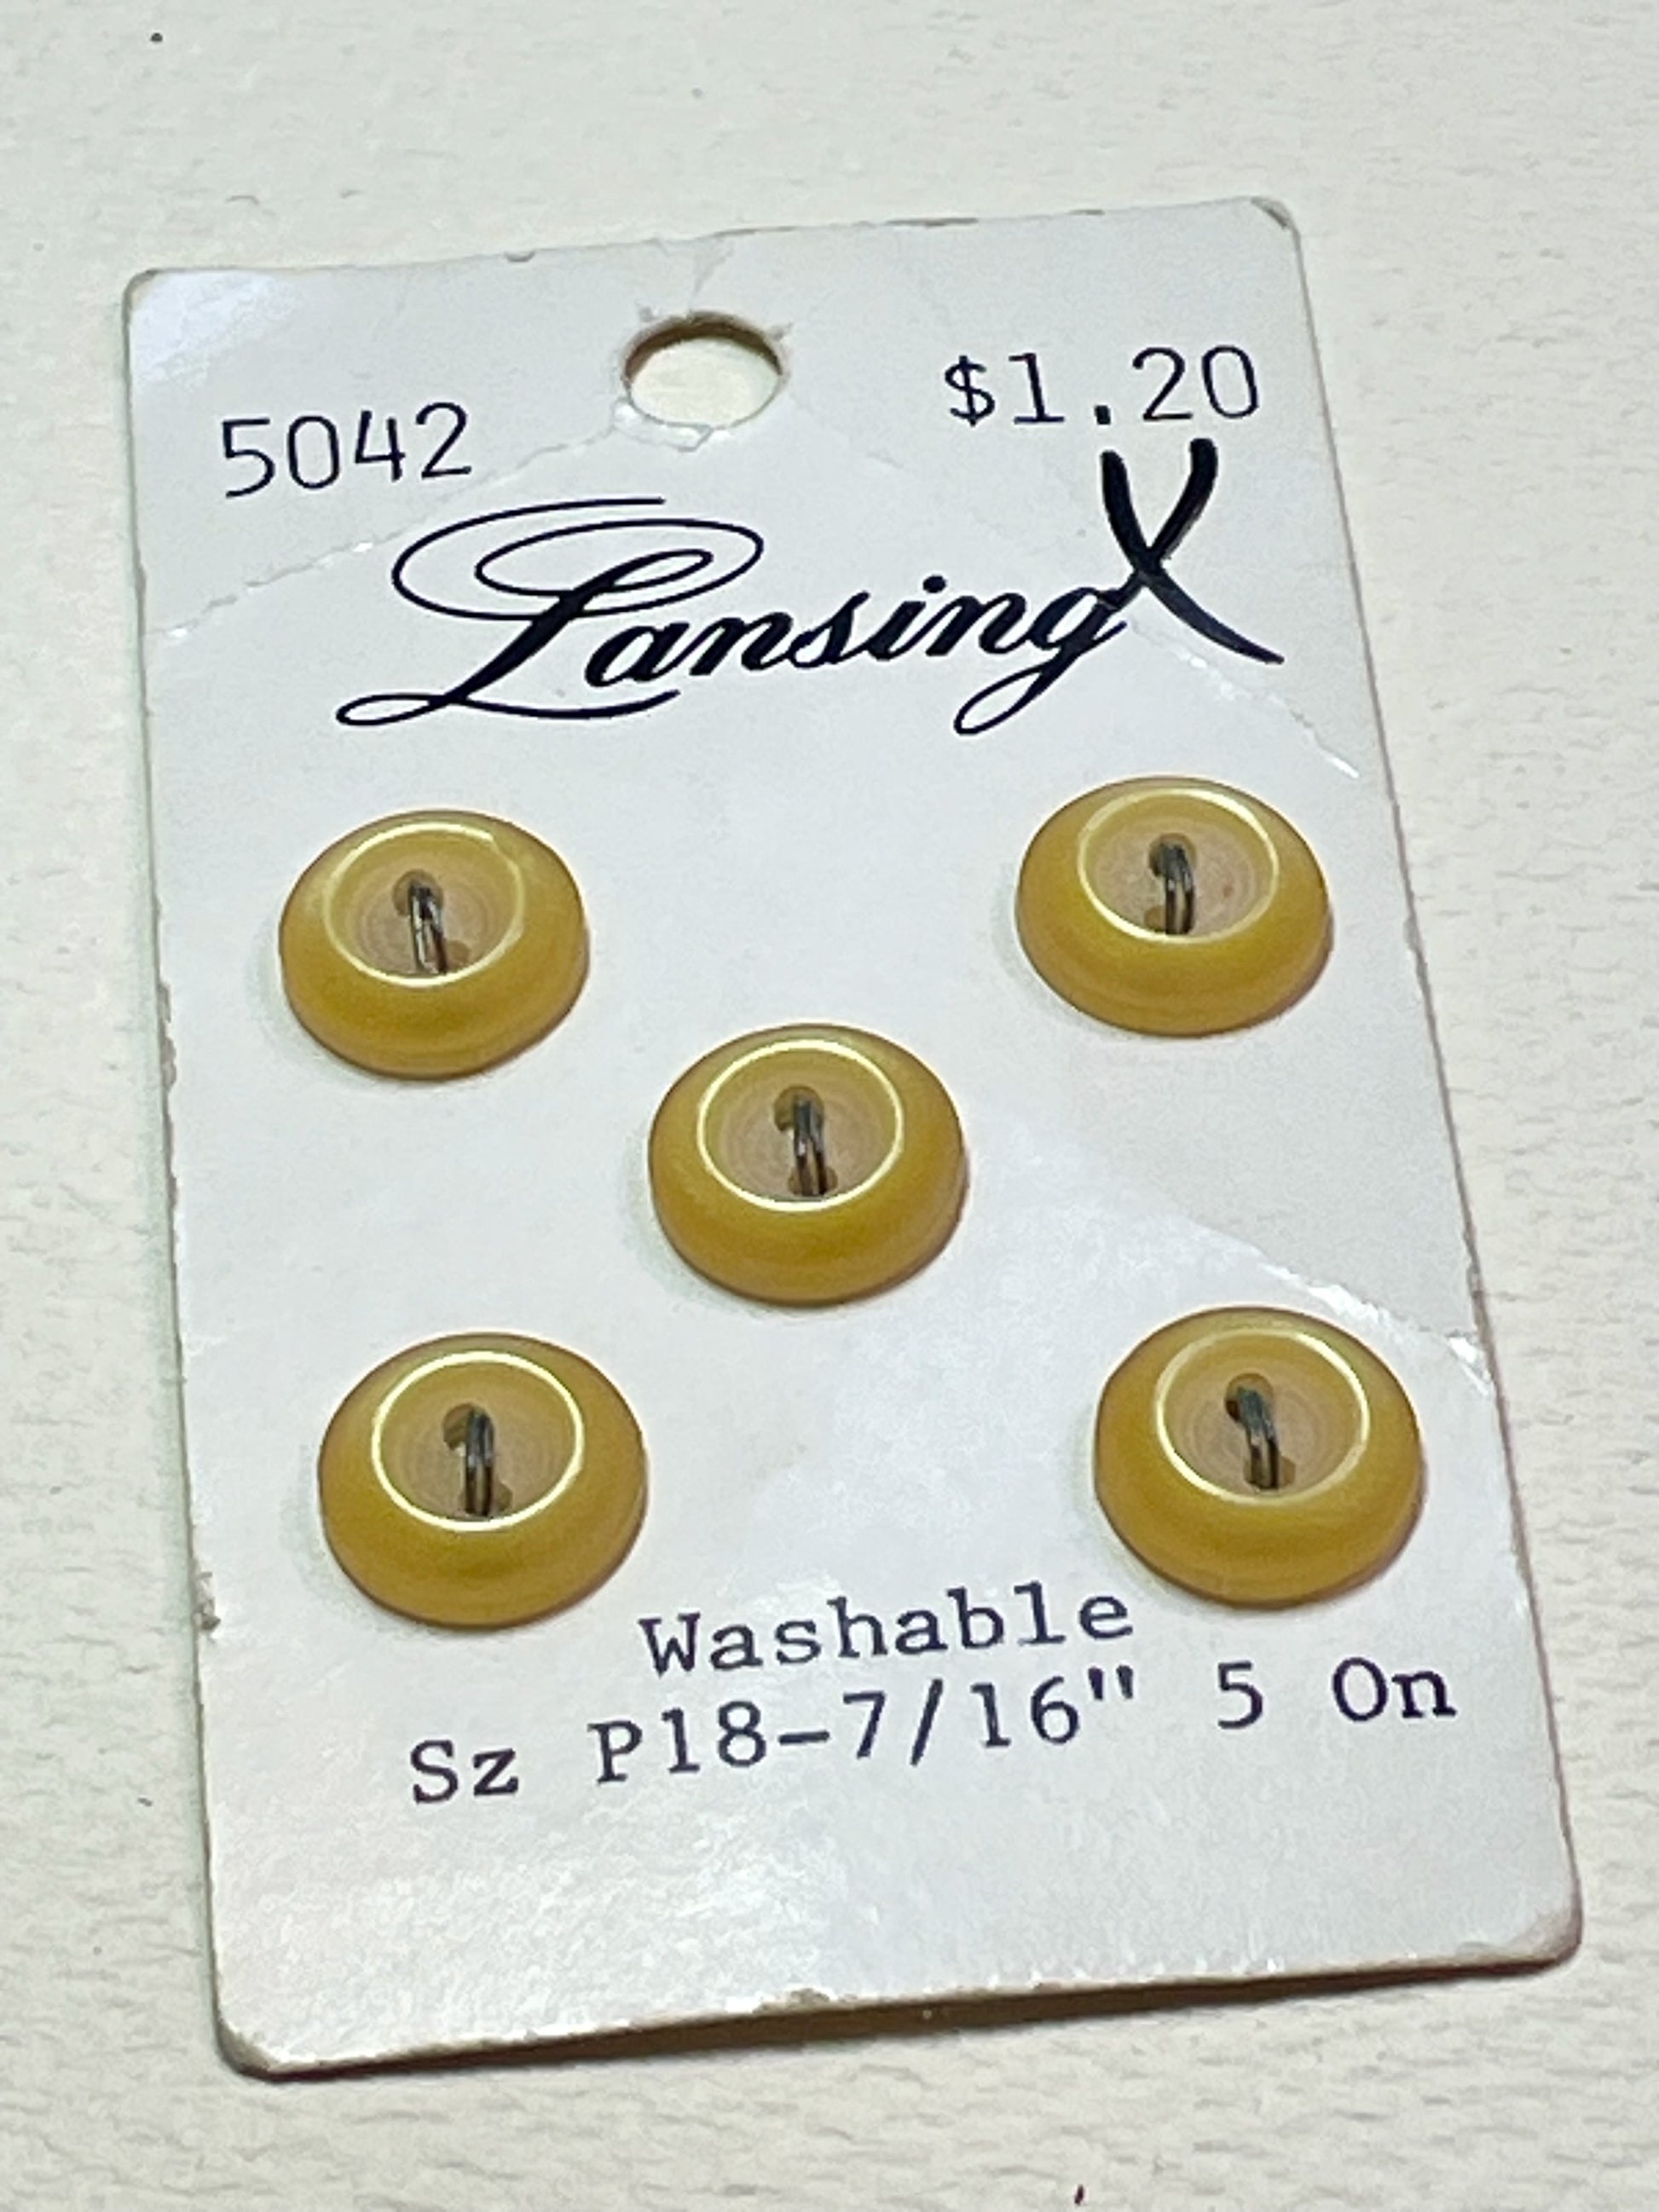 5042
$1.20
Lansing X
Washable
Sz P18-7/16" 5 On